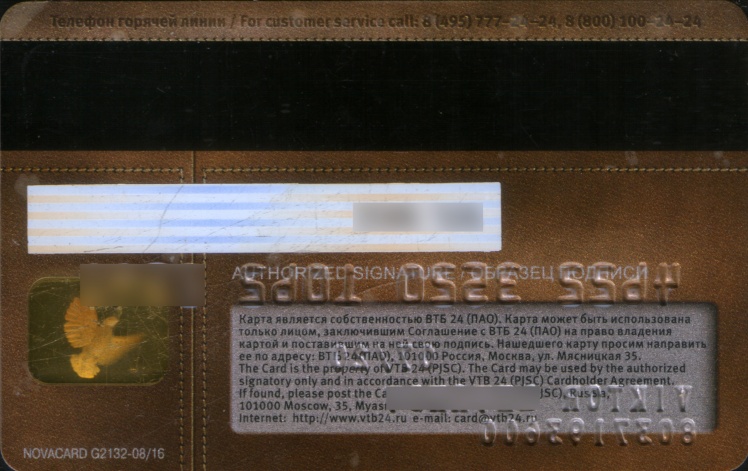 Телефон горячей линии / For customer service call: 8 (495) 777-24-24, 8 (800) 100-24-24
AUTHORIZED SIGNATURE / ОБРАЗЕЦ ПОДПИСИ
Карта является собственностью ВТБ 24 (ПАО). Карта может быть использована
только лицом, заключившим Соглашение с ВТБ 24 (ПАО) на право владения
картой и поставившим на ней свою подпись. Нашедшего карту просим направить
ее по адресу: ВТБ 24 (ПАО), 101000 Россия, Москва, ул. Мясницкая 35.
The Card is the property of VTB 24 (PJSC). The Card may be used by the authorized
signatory only and in accordance with the VTB 24 (PJSC) Cardholder Agreement.
If found, please post the JSC), Russia,
101000 Moscow, 35,
Internet: http://www.vtb24.ru e-mail: card@vtb24.ru
NOVACARD G2132-08/16